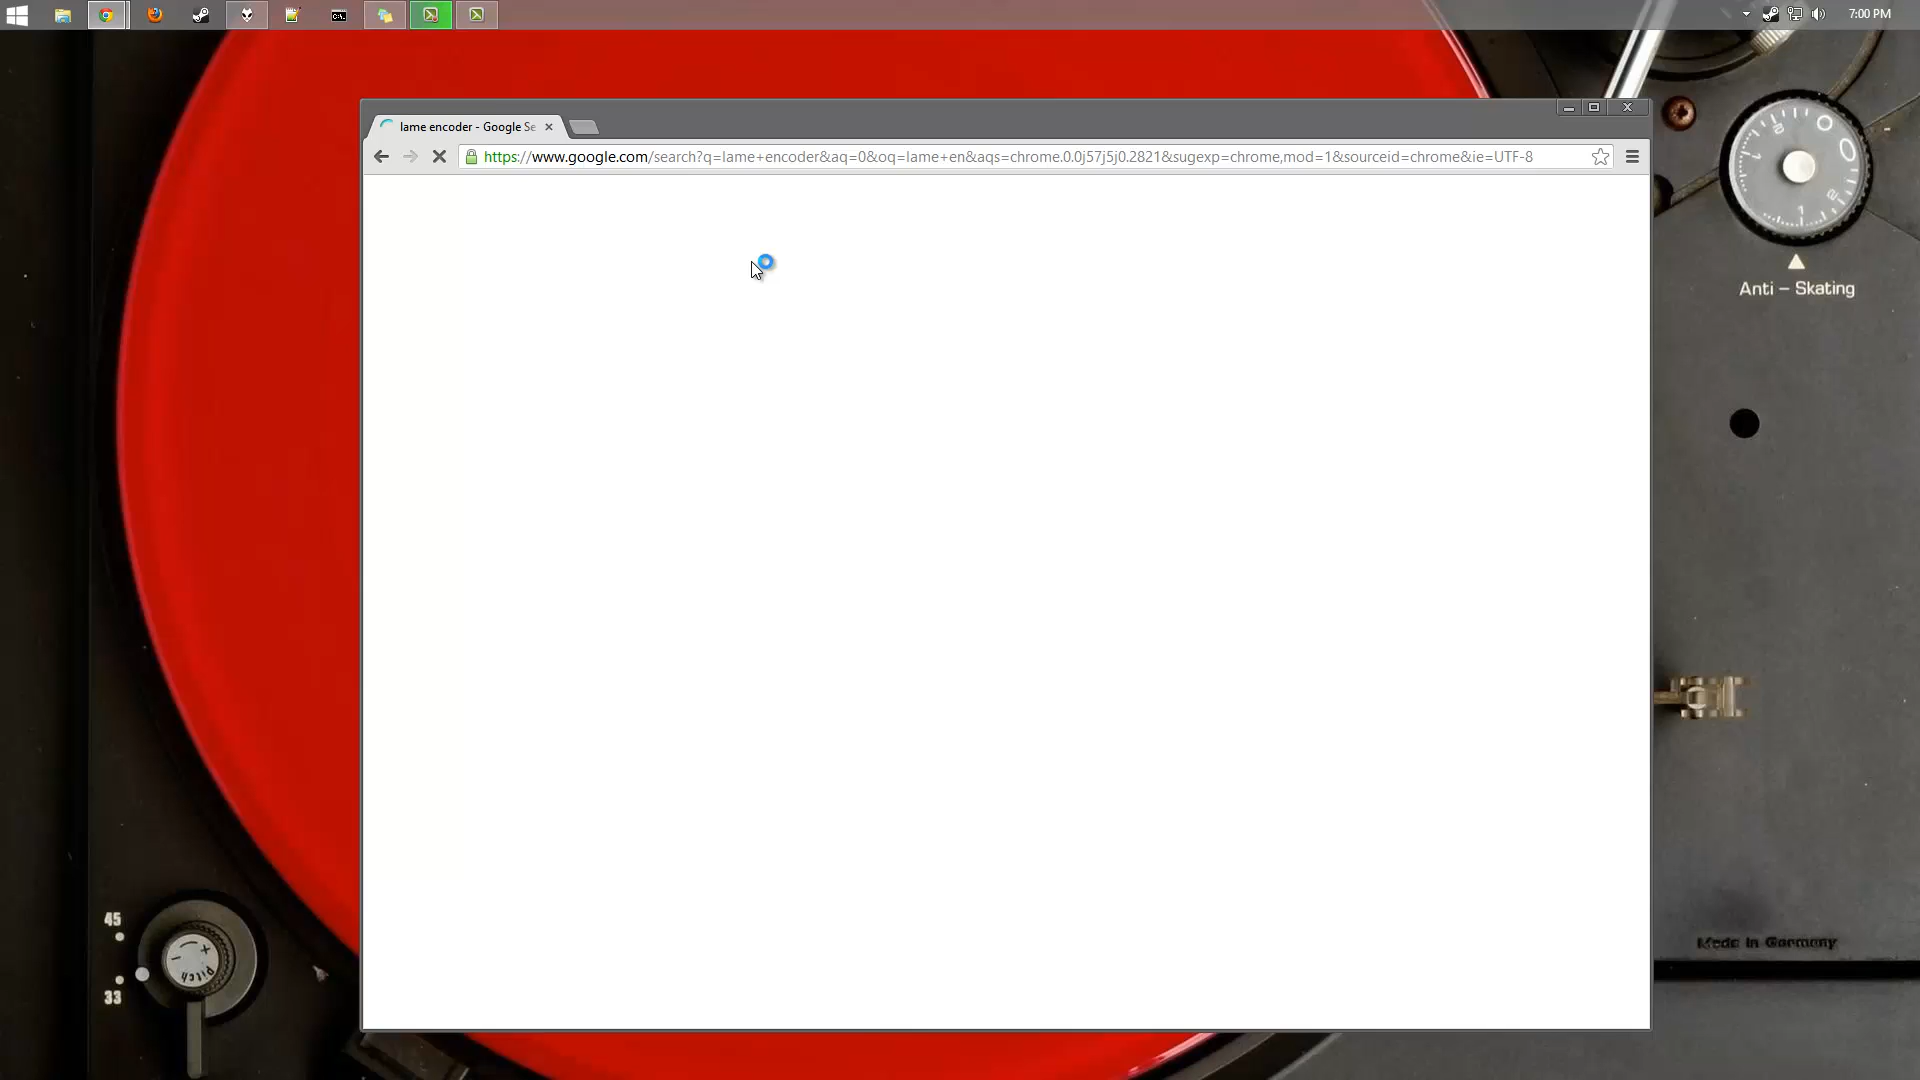 7:00 PM
lame encoder - Google Se
https://www.google.com/search?q=lame+encoder&aq=0&oq=lame+en&aqs=chrome.0.0j57j5j0.2821&sugexp=chrome,mod=1&sourceid=chrome&ie=UTF-8
Anti – Skating
Made in Germany
45
Pitch
33